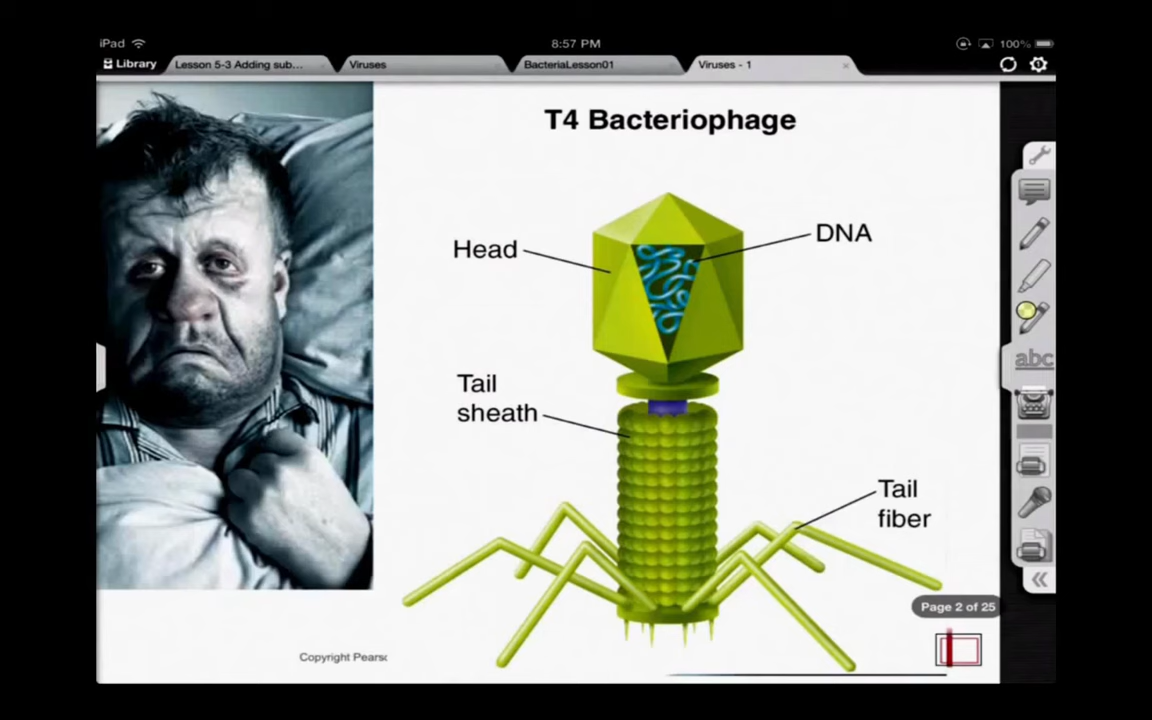 iPad
8:57 PM
100%
Library
Lesson 5-3 Adding sub...
Viruses
BacteriaLesson01
Viruses - 1
T4 Bacteriophage
Head
DNA
Tail
sheath
Tail
fiber
abc
Page 2 of 25
Copyright Pears